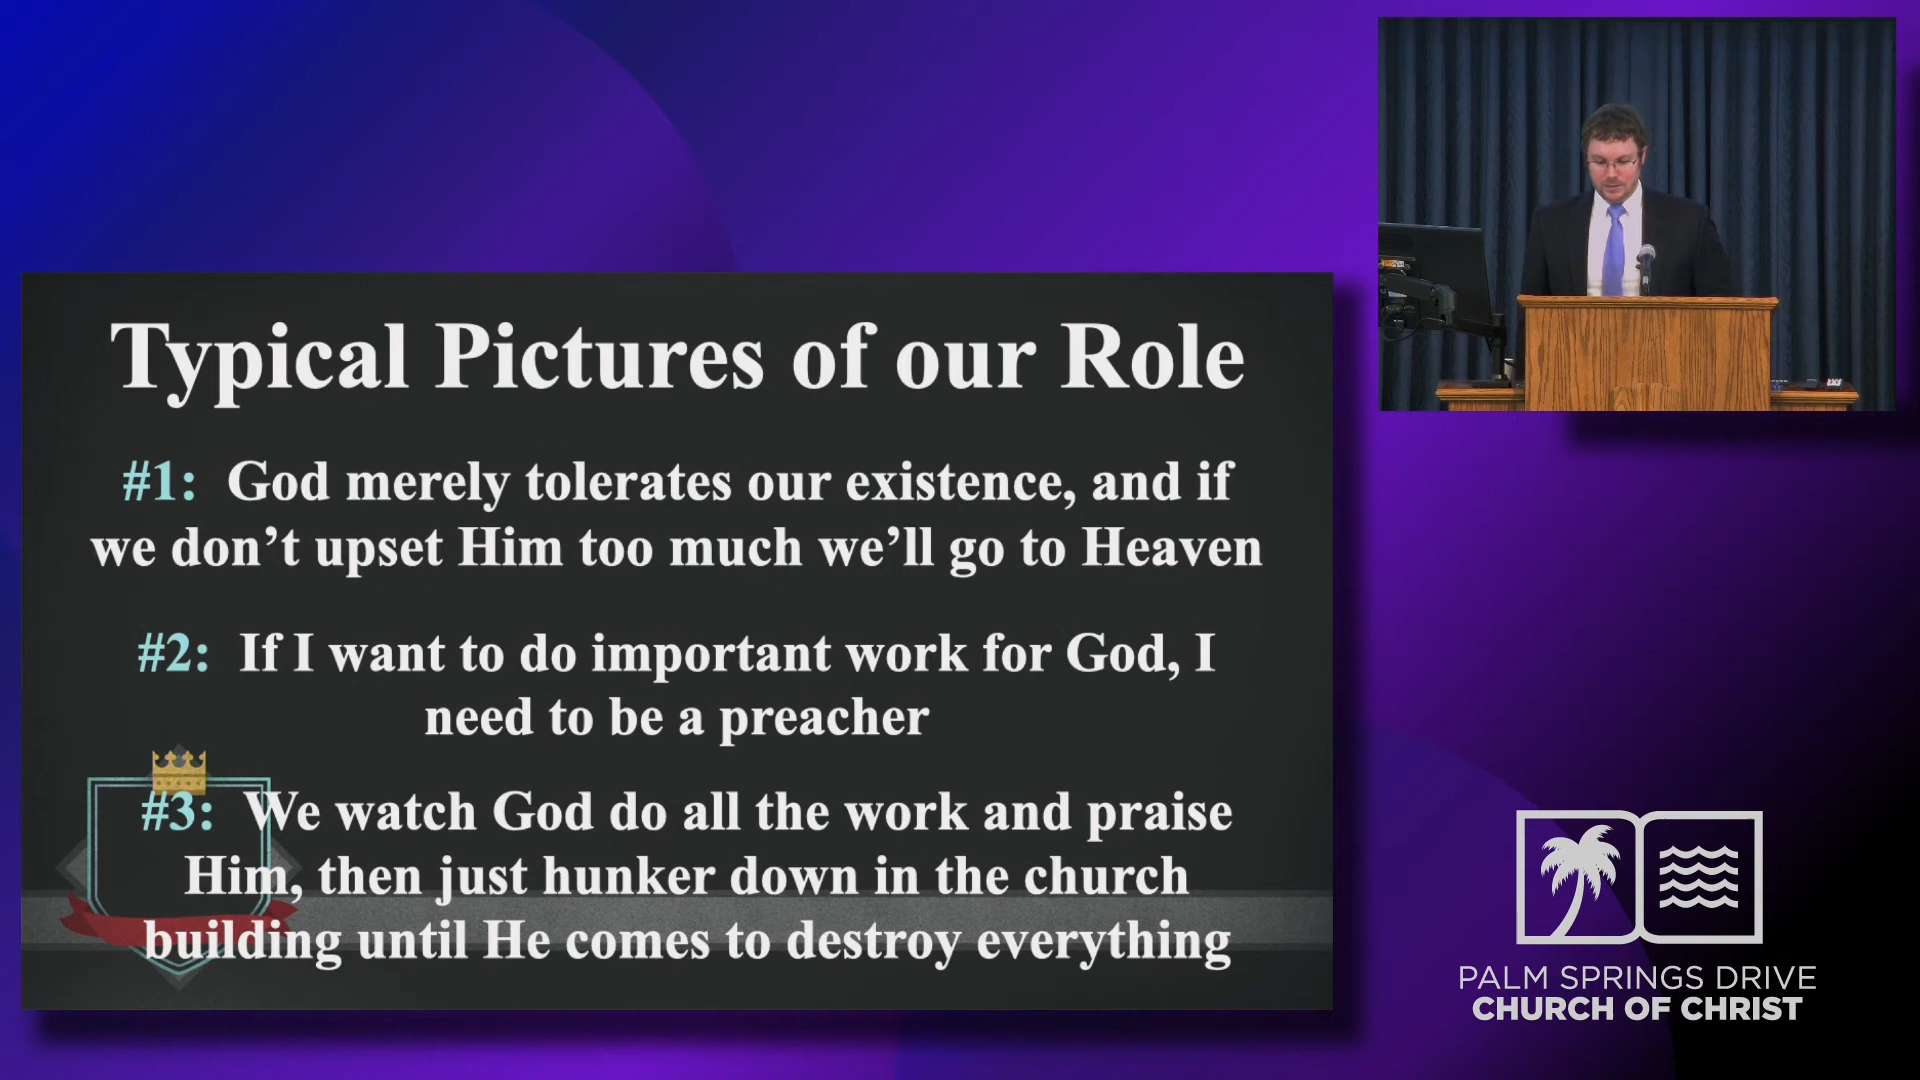 Typical Pictures of our Role
#1: God merely tolerates our existence, and if
we don’t upset Him too much we’ll go to Heaven
#2: If I want to do important work for God, I
need to be a preacher
#3: We watch God do all the work and praise
Him, then just hunker down in the church
building until He comes to destroy everything
PALM SPRINGS DRIVE
CHURCH OF CHRIST